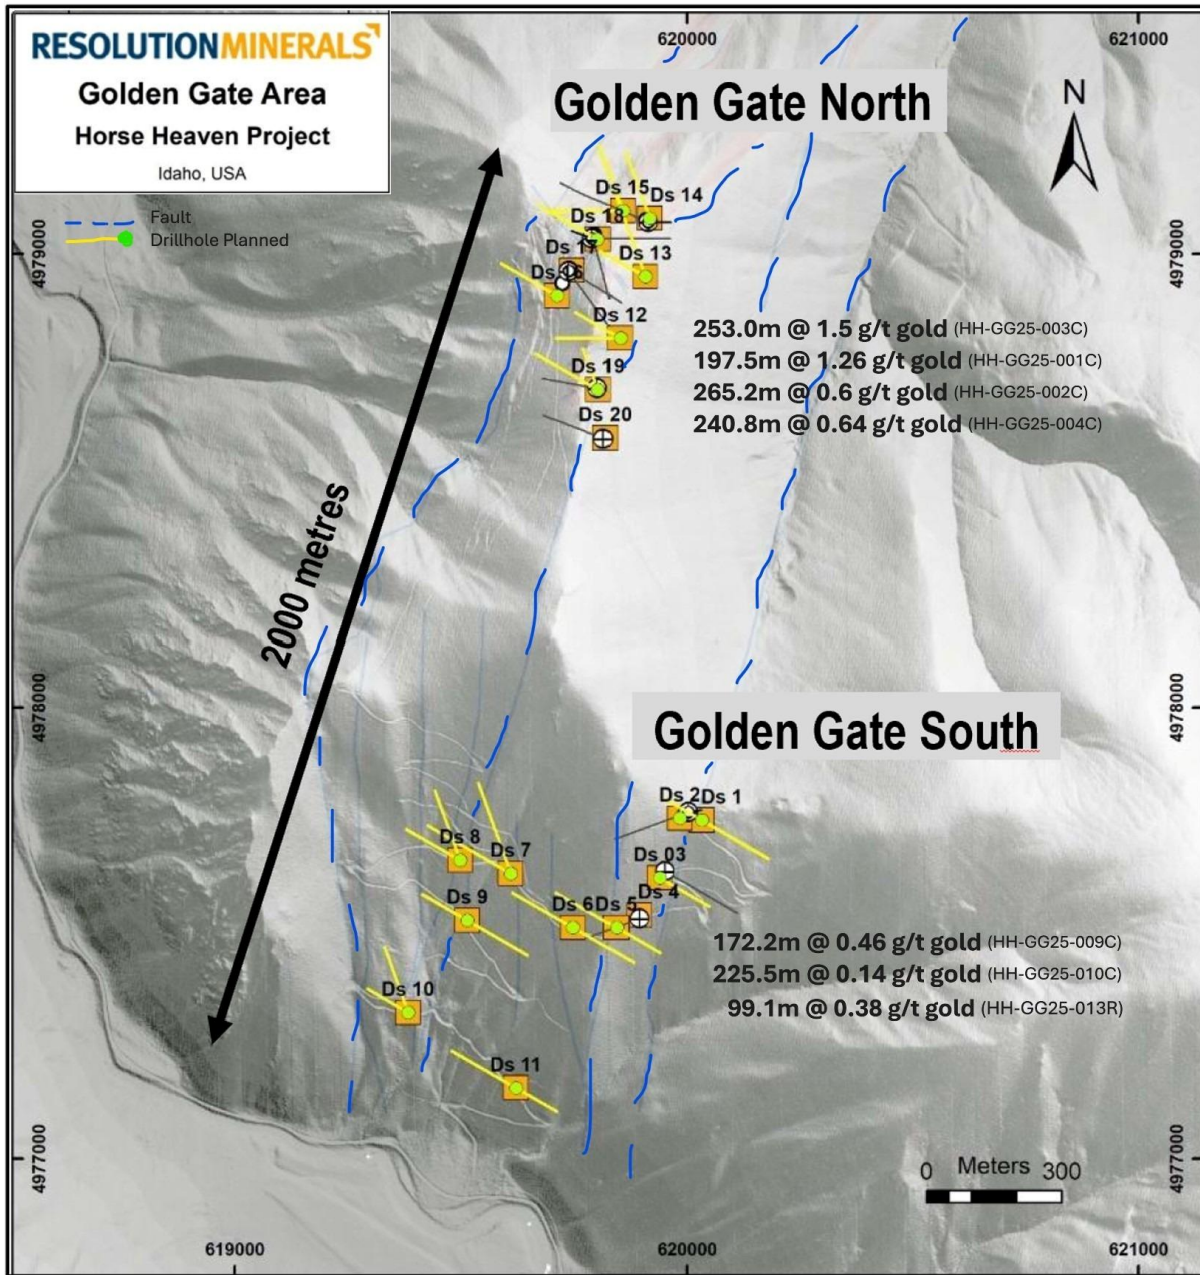 RESOLUTIONMINERALS
Golden Gate Area
Horse Heaven Project
Idaho, USA
Fault
Drillhole Planned
620000
621000
N
Golden Gate North
4979000
4979000
Ds 15
Ds 14
Ds 18
Ds 17
Ds 13
Ds 16
Ds 12
Ds 19
Ds 20
253.0m @ 1.5 g/t gold (HH-GG25-003C)
197.5m @ 1.26 g/t gold (HH-GG25-001C)
265.2m @ 0.6 g/t gold (HH-GG25-002C)
240.8m @ 0.64 g/t gold (HH-GG25-004C)
2000 metres
4978000
4978000
Golden Gate South
Ds 2
Ds 1
Ds 8
Ds 7
Ds 03
Ds 4
Ds 9
Ds 6
Ds 5
172.2m @ 0.46 g/t gold (HH-GG25-009C)
225.5m @ 0.14 g/t gold (HH-GG25-010C)
99.1m @ 0.38 g/t gold (HH-GG25-013R)
Ds 10
Ds 11
4977000
4977000
0 Meters 300
619000
620000
621000